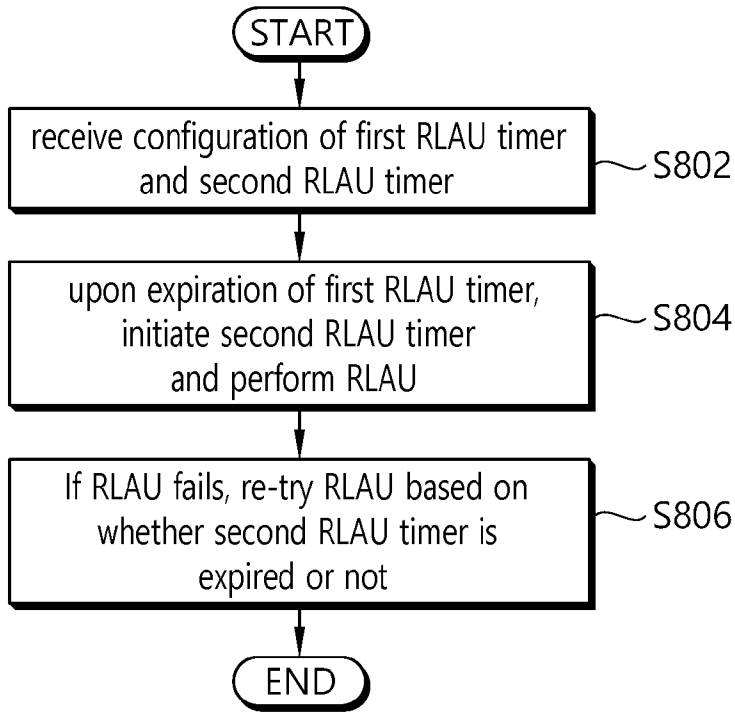 START
receive configuration of first RLAU timer
and second RLAU timer
S802
upon expiration of first RLAU timer,
initiate second RLAU timer
and perform RLAU
S804
If RLAU fails, re-try RLAU based on
whether second RLAU timer is
expired or not
S806
END